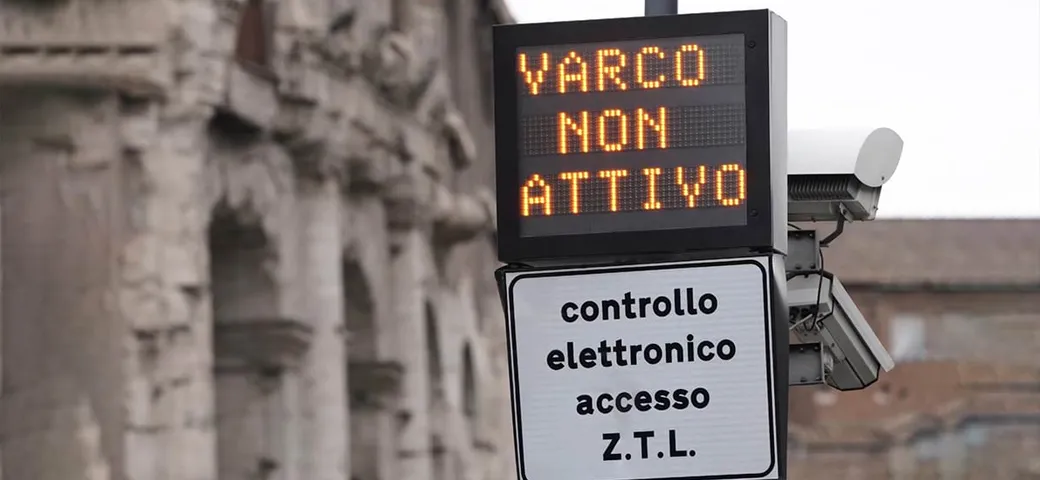 VARCO
NON
ATTIVO
controllo
elettronico
accesso
Z.T.L.